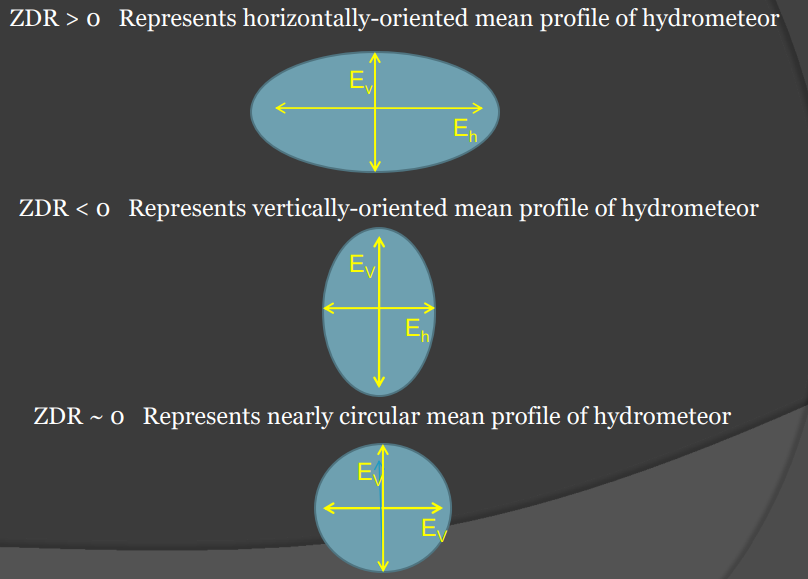 ZDR > 0 Represents horizontally-oriented mean profile of hydrometeor
Ev
Eh
ZDR < 0 Represents vertically-oriented mean profile of hydrometeor
EV
Eh
ZDR ~ 0 Represents nearly circular mean profile of hydrometeor
EV
EV